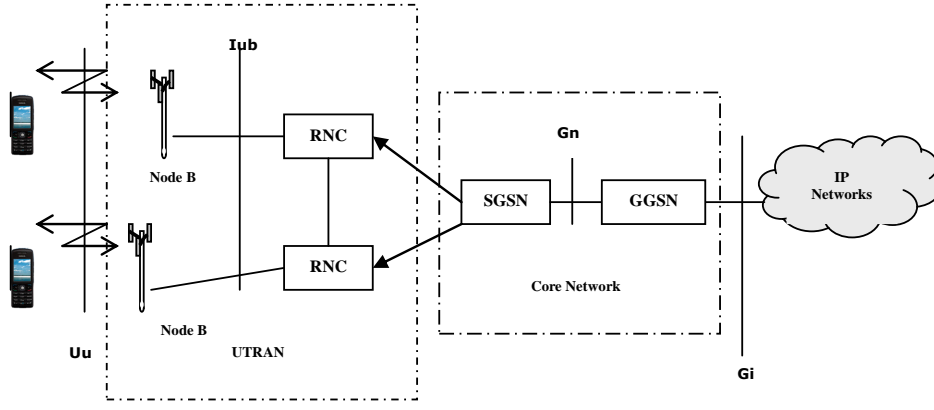 Iub
RNC
Node B
Gn
SGSN
GGSN
IP
Networks
RNC
Core Network
Node B
Uu
UTRAN
Gi